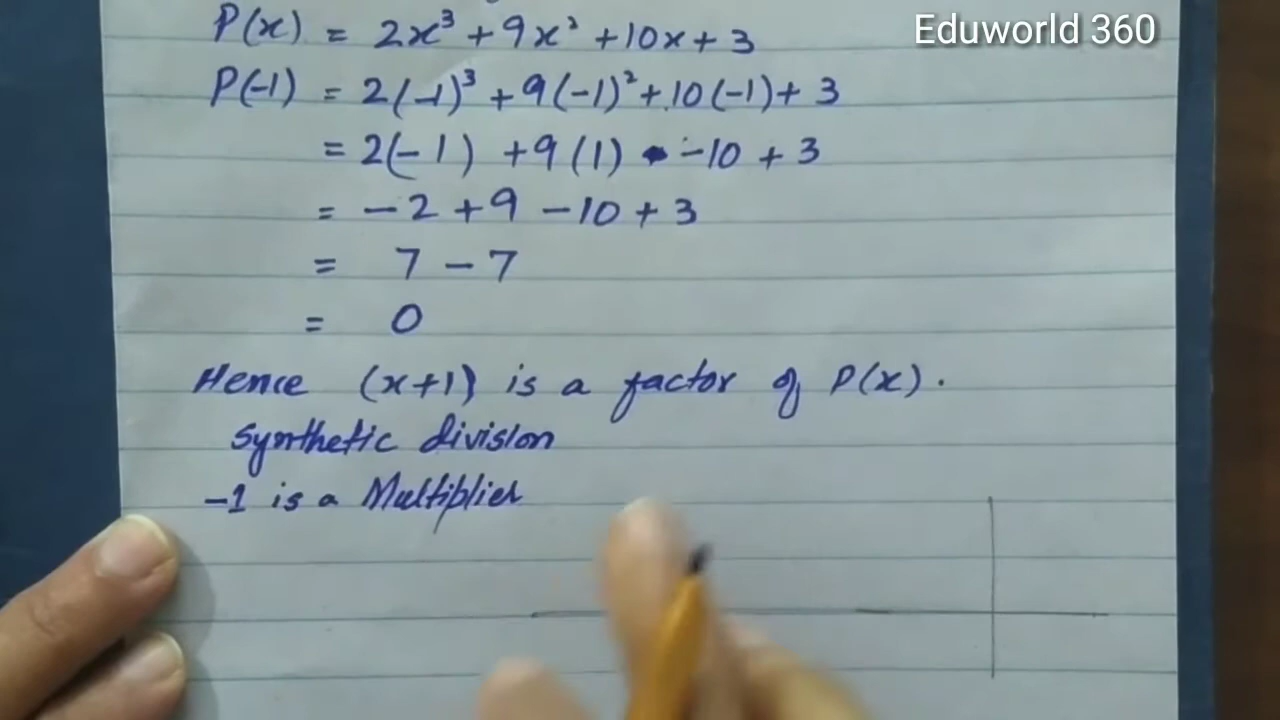 Eduworld 360
P(x) = 2x³ + 9x² + 10x + 3
P(-1) = 2(-1)³ + 9(-1)² + 10(-1) + 3
= 2(-1) + 9(1) - 10 + 3
= -2 + 9 - 10 + 3
= 7 - 7
= 0
Hence (x+1) is a factor of P(x).
Synthetic division
-1 is a Multiplier